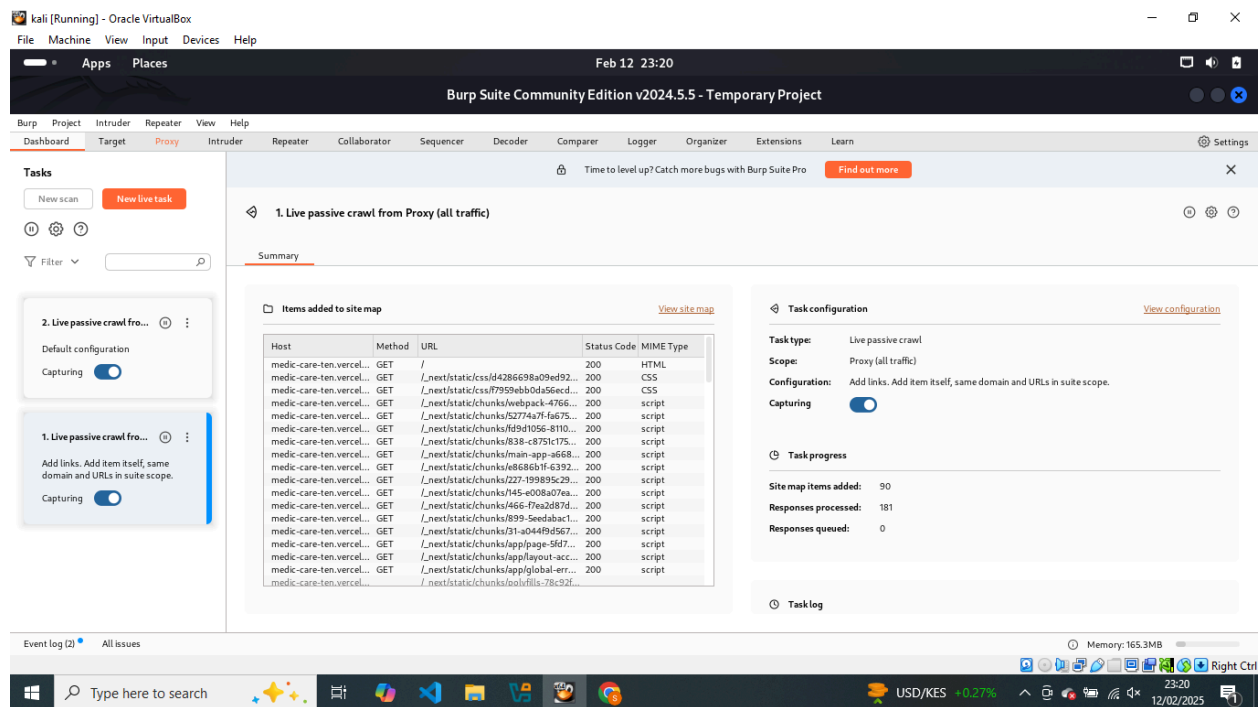 kali [Running] - Oracle VirtualBox
File Machine View Input Devices Help
Apps Places Feb 12 23:20
Burp Suite Community Edition v2024.5.5 - Temporary Project
Burp Project Intruder Repeater View Help
Dashboard Target Proxy Intruder Repeater Collaborator Sequencer Decoder Comparer Logger Organizer Extensions Learn Settings
Tasks
New scan New live task
Filter
2. Live passive crawl fro...
Default configuration
Capturing
1. Live passive crawl fro...
Add links. Add item itself, same
domain and URLs in suite scope.
Capturing
Time to level up? Catch more bugs with Burp Suite Pro Find out more
1. Live passive crawl from Proxy (all traffic)
Summary
Items added to site map View site map
Host Method URL Status Code MIME Type
medic-care-ten.vercel... GET / 200 HTML
medic-care-ten.vercel... GET /_next/static/css/d4286698a09ed92... 200 CSS
medic-care-ten.vercel... GET /_next/static/css/f7959ebb0da56ecd... 200 CSS
medic-care-ten.vercel... GET /_next/static/chunks/webpack-4766... 200 script
medic-care-ten.vercel... GET /_next/static/chunks/52774a7f-fa675... 200 script
medic-care-ten.vercel... GET /_next/static/chunks/fd9d1056-8110... 200 script
medic-care-ten.vercel... GET /_next/static/chunks/838-c8751c175... 200 script
medic-care-ten.vercel... GET /_next/static/chunks/main-app-a668... 200 script
medic-care-ten.vercel... GET /_next/static/chunks/e8686b1f-6392... 200 script
medic-care-ten.vercel... GET /_next/static/chunks/227-199895c29... 200 script
medic-care-ten.vercel... GET /_next/static/chunks/145-e008a07ea... 200 script
medic-care-ten.vercel... GET /_next/static/chunks/466-f7ea2d87d... 200 script
medic-care-ten.vercel... GET /_next/static/chunks/899-5eedabac1... 200 script
medic-care-ten.vercel... GET /_next/static/chunks/31-a044f9d567... 200 script
medic-care-ten.vercel... GET /_next/static/chunks/app/page-5fd7... 200 script
medic-care-ten.vercel... GET /_next/static/chunks/app/layout-acc... 200 script
medic-care-ten.vercel... GET /_next/static/chunks/app/global-err... 200 script
medic-care-ten.vercel... /_next/static/chunks/polyfills-78c92f...
Task configuration View configuration
Task type: Live passive crawl
Scope: Proxy (all traffic)
Configuration: Add links. Add item itself, same domain and URLs in suite scope.
Capturing
Task progress
Site map items added: 90
Responses processed: 181
Responses queued: 0
Task log
Event log (2) All issues Memory: 165.3MB
Right Ctrl
Type here to search USD/KES +0.27% 23:20
12/02/2025
1